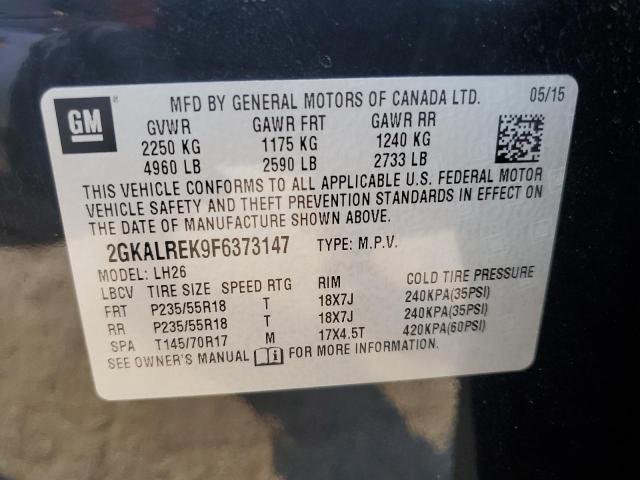 GM
MFD BY GENERAL MOTORS OF CANADA LTD. 05/15
GVWR GAWR FRT GAWR RR
2250 KG 1175 KG 1240 KG
4960 LB 2590 LB 2733 LB
THIS VEHICLE CONFORMS TO ALL APPLICABLE U.S. FEDERAL MOTOR
VEHICLE SAFETY AND THEFT PREVENTION STANDARDS IN EFFECT ON
THE DATE OF MANUFACTURE SHOWN ABOVE.
2GKALREK9F6373147 TYPE: M.P.V.
MODEL: LH26
LBCV TIRE SIZE SPEED RTG RIM COLD TIRE PRESSURE
FRT P235/55R18 T 18X7J 240KPA(35PSI)
RR P235/55R18 T 18X7J 240KPA(35PSI)
SPA T145/70R17 M 17X4.5T 420KPA(60PSI)
SEE OWNER'S MANUAL FOR MORE INFORMATION.